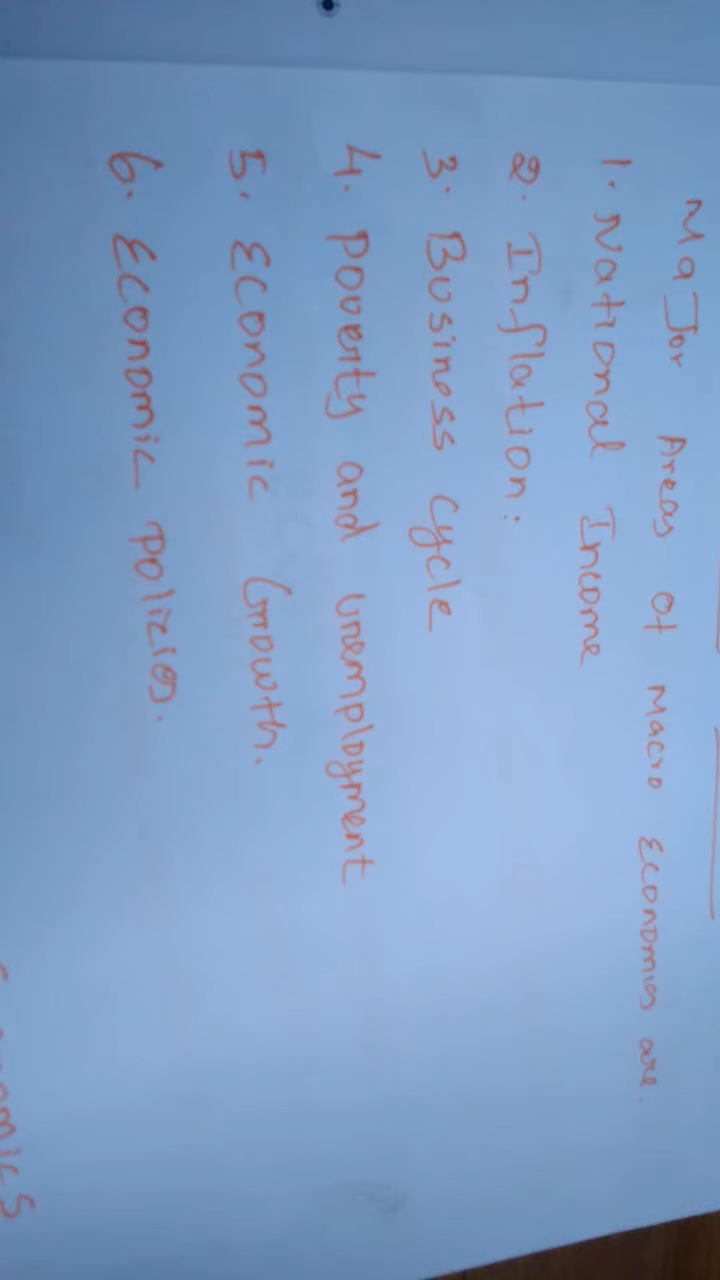 Major Areas Of Macro Economics are.
1. National Income
2. Inflation:
3. Business cycle
4. Poverty and Unemployment
5. Economic Growth.
6. Economic policies.